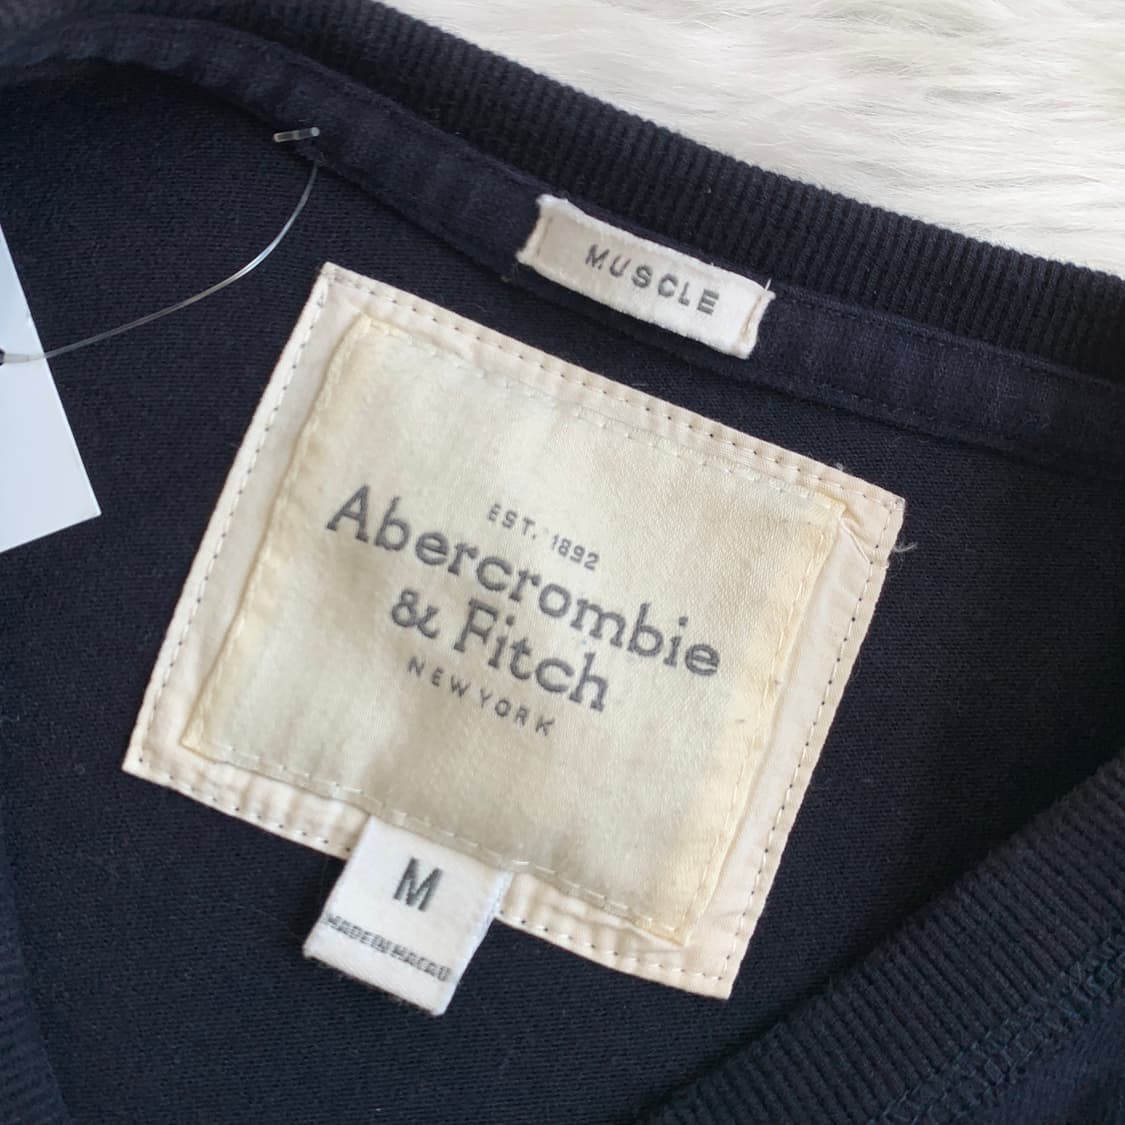 MUSCLE
EST. 1892
Abercrombie
& Fitch
NEW YORK
M
MADE IN MACAU